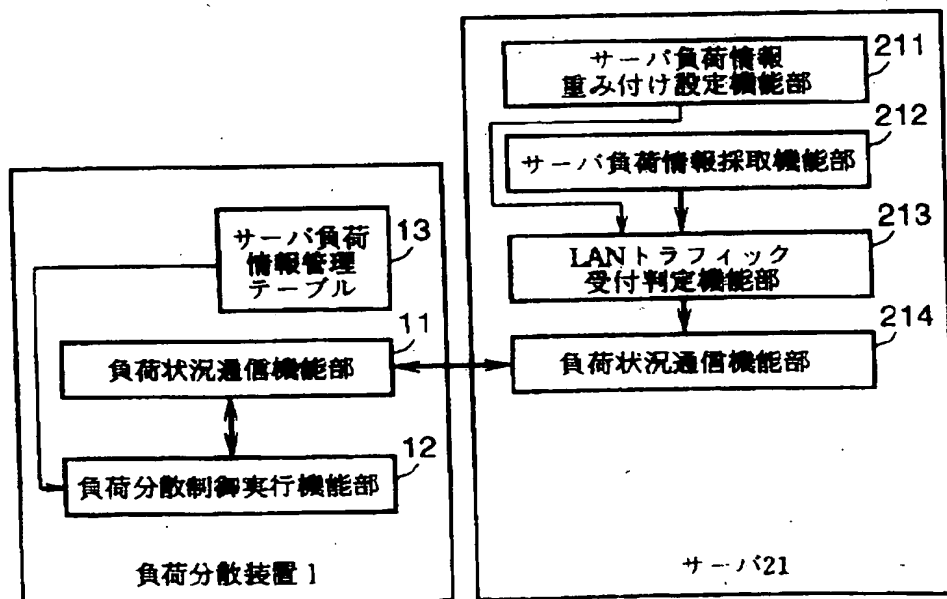 サーバ負荷情報
重み付け設定機能部
211
サーバ負荷情報採取機能部
212
LANトラフィック
受付判定機能部
213
負荷状況通信機能部
214
サーバ21
サーバ負荷
情報管理
テーブル
13
負荷状況通信機能部
11
負荷分散制御実行機能部
12
負荷分散装置1